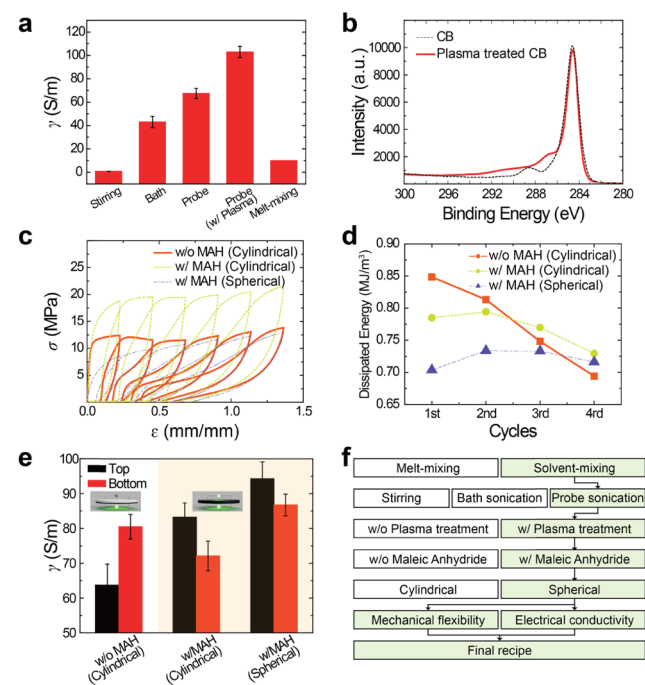 a
γ (S/m)
120
100
80
60
40
20
0
Stirring
Bath
Probe
Probe
(w/ Plasma)
Melt-mixing
b
Intensity (a.u.)
10000
8000
6000
4000
2000
CB
Plasma treated CB
300
296
292
288
284
280
Binding Energy (eV)
c
σ (MPa)
25
20
15
10
5
w/o MAH (Cylindrical)
w/ MAH (Cylindrical)
w/ MAH (Spherical)
0.0
0.5
1.0
1.5
ε (mm/mm)
d
Dissipated Energy (MJ/m³)
0.90
0.85
0.80
0.75
0.70
0.65
w/o MAH (Cylindrical)
w/ MAH (Cylindrical)
w/ MAH (Spherical)
1st
2nd
3rd
4rd
Cycles
e
γ (S/m)
100
90
80
70
60
50
Top
Bottom
w/o MAH
(Cylindrical)
w/MAH
(Cylindrical)
w/MAH
(Spherical)
f
Melt-mixing
Solvent-mixing
Stirring
Bath sonication
Probe sonication
w/o Plasma treatment
w/ Plasma treatment
w/o Maleic Anhydride
w/ Maleic Anhydride
Cylindrical
Spherical
Mechanical flexibility
Electrical conductivity
Final recipe